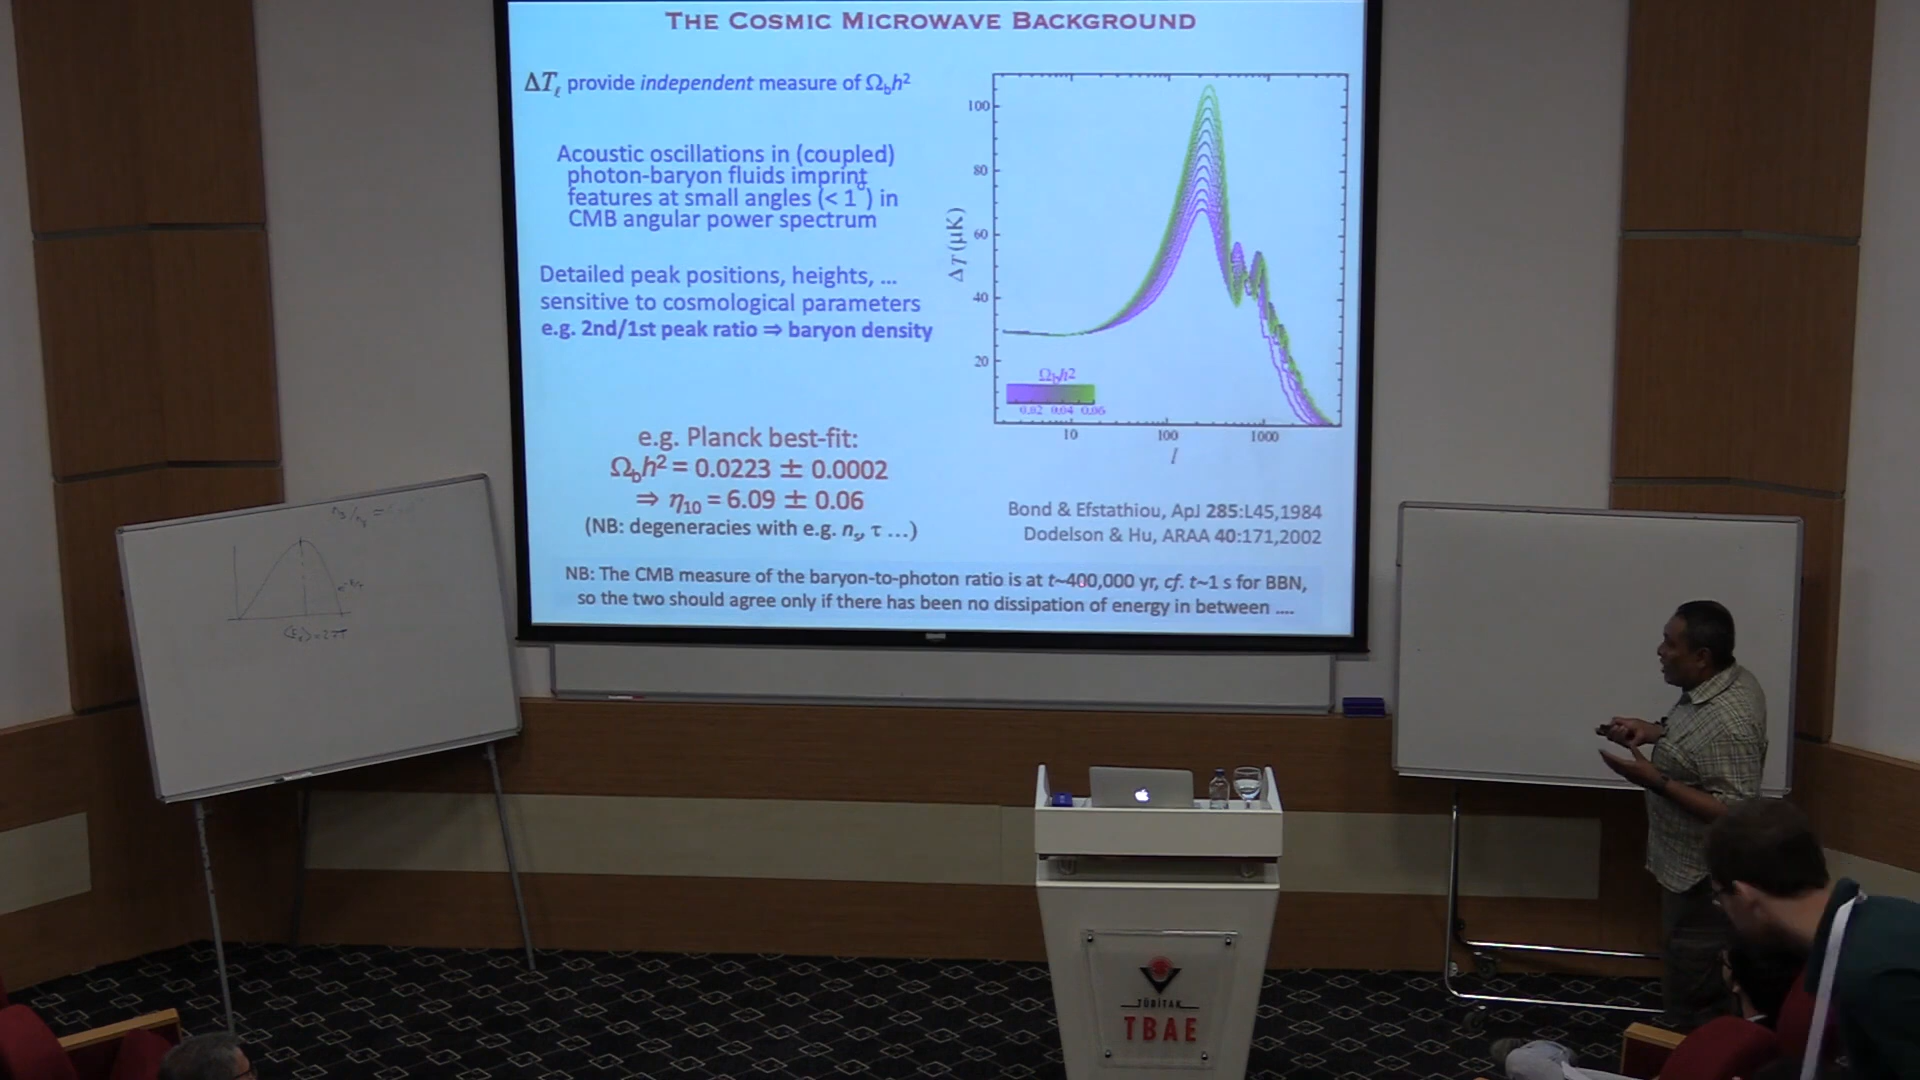 THE COSMIC MICROWAVE BACKGROUND
ΔTℓ provide independent measure of Ωbh²
Acoustic oscillations in (coupled)
photon-baryon fluids imprint
features at small angles (< 1°) in
CMB angular power spectrum
Detailed peak positions, heights, ...
sensitive to cosmological parameters
e.g. 2nd/1st peak ratio ⇒ baryon density
e.g. Planck best-fit:
Ωbh² = 0.0223 ± 0.0002
⇒ η10 = 6.09 ± 0.06
(NB: degeneracies with e.g. ns, τ ...)
ΔT (μK)
100
80
60
40
20
Ωbh2
0.02 0.04 0.06
10 100 1000
l
Bond & Efstathiou, ApJ 285:L45,1984
Dodelson & Hu, ARAA 40:171,2002
NB: The CMB measure of the baryon-to-photon ratio is at t~400,000 yr, cf. t~1 s for BBN,
so the two should agree only if there has been no dissipation of energy in between ....
TÜBİTAK
TBAE